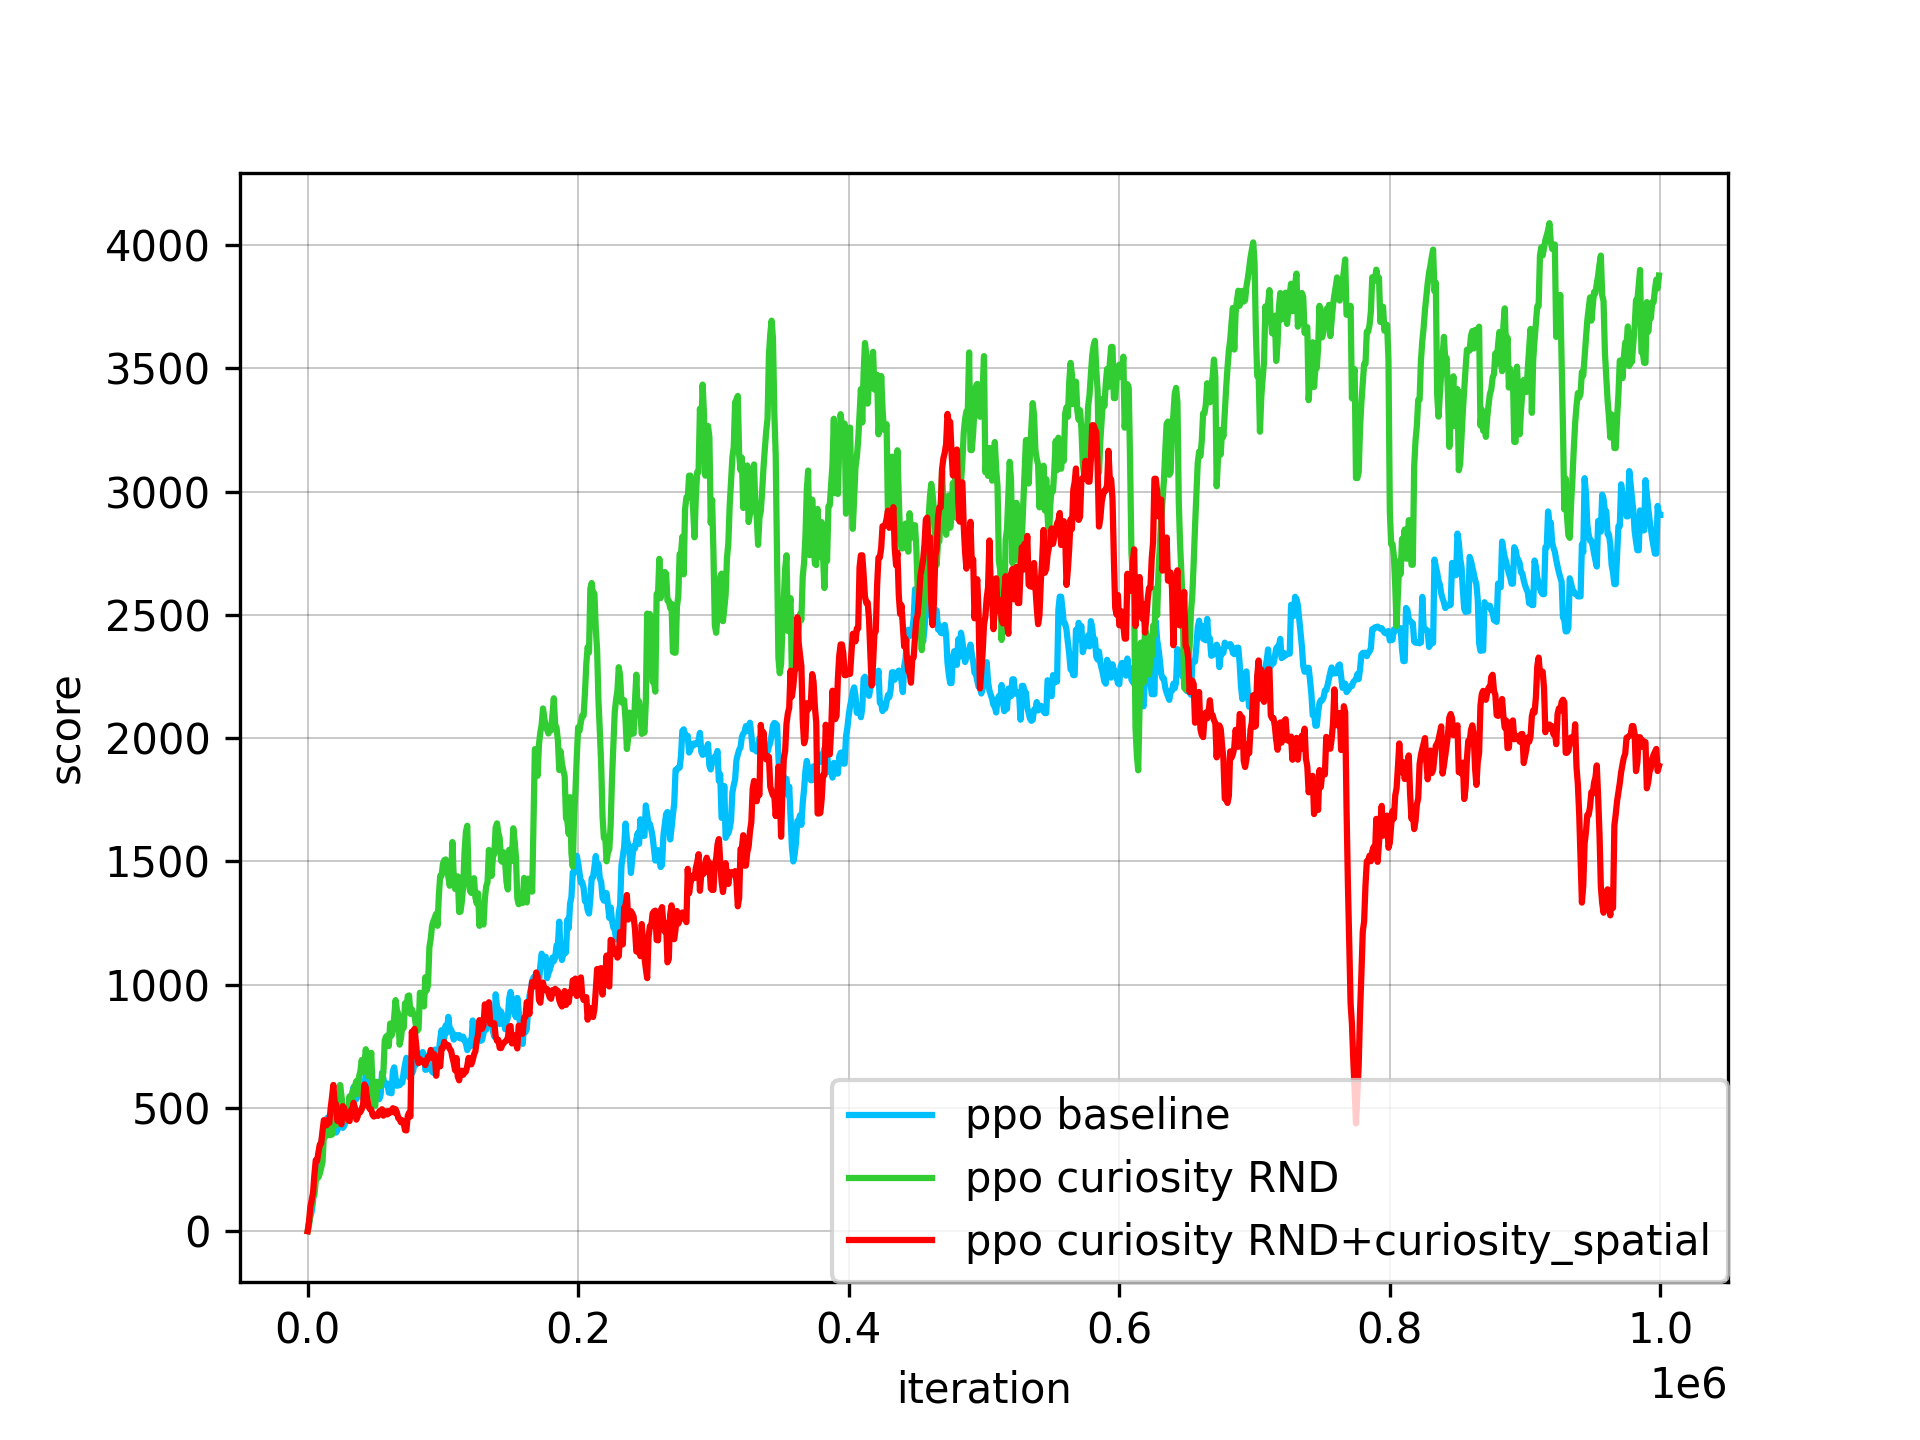 4000
3500
3000
2500
2000
1500
1000
500
0
score
ppo baseline
ppo curiosity RND
ppo curiosity RND+curiosity_spatial
0.0 0.2 0.4 0.6 0.8 1.0
iteration
1e6